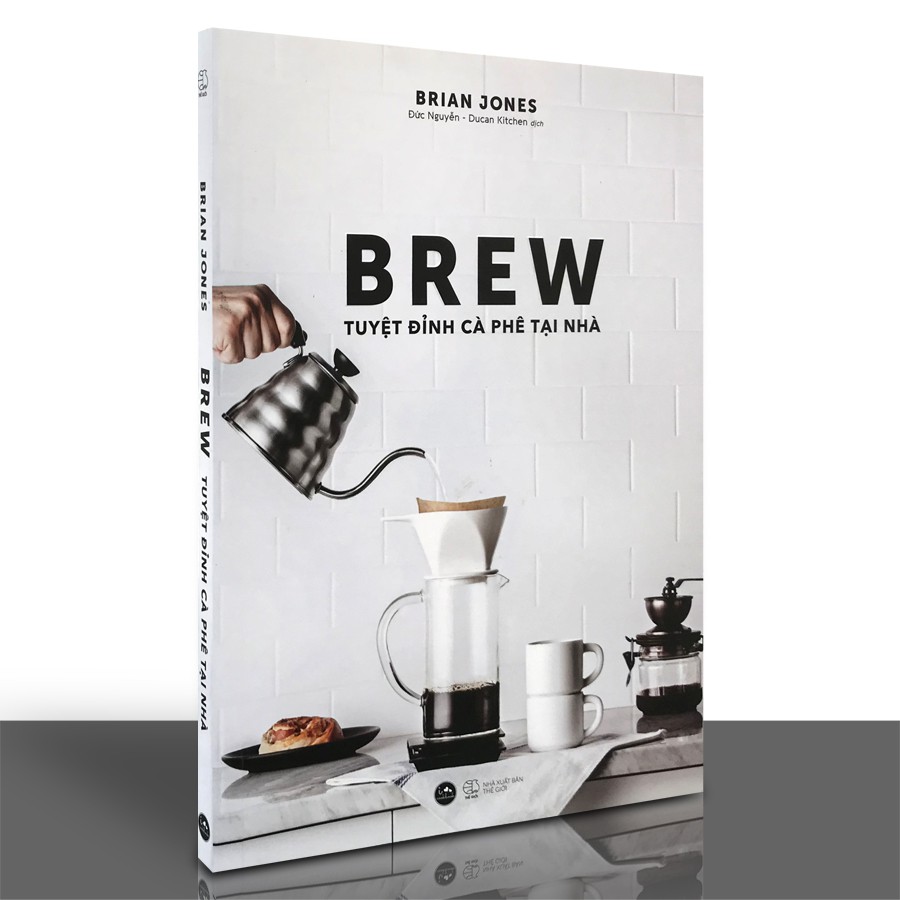 BRIAN JONES
Đức Nguyễn - Ducan Kitchen dịch
BREW
TUYỆT ĐỈNH CÀ PHÊ TẠI NHÀ
NHÀ XUẤT BẢN
THẾ GIỚI
BRIAN JONES
BREW
TUYỆT ĐỈNH CÀ PHÊ TẠI NHÀ